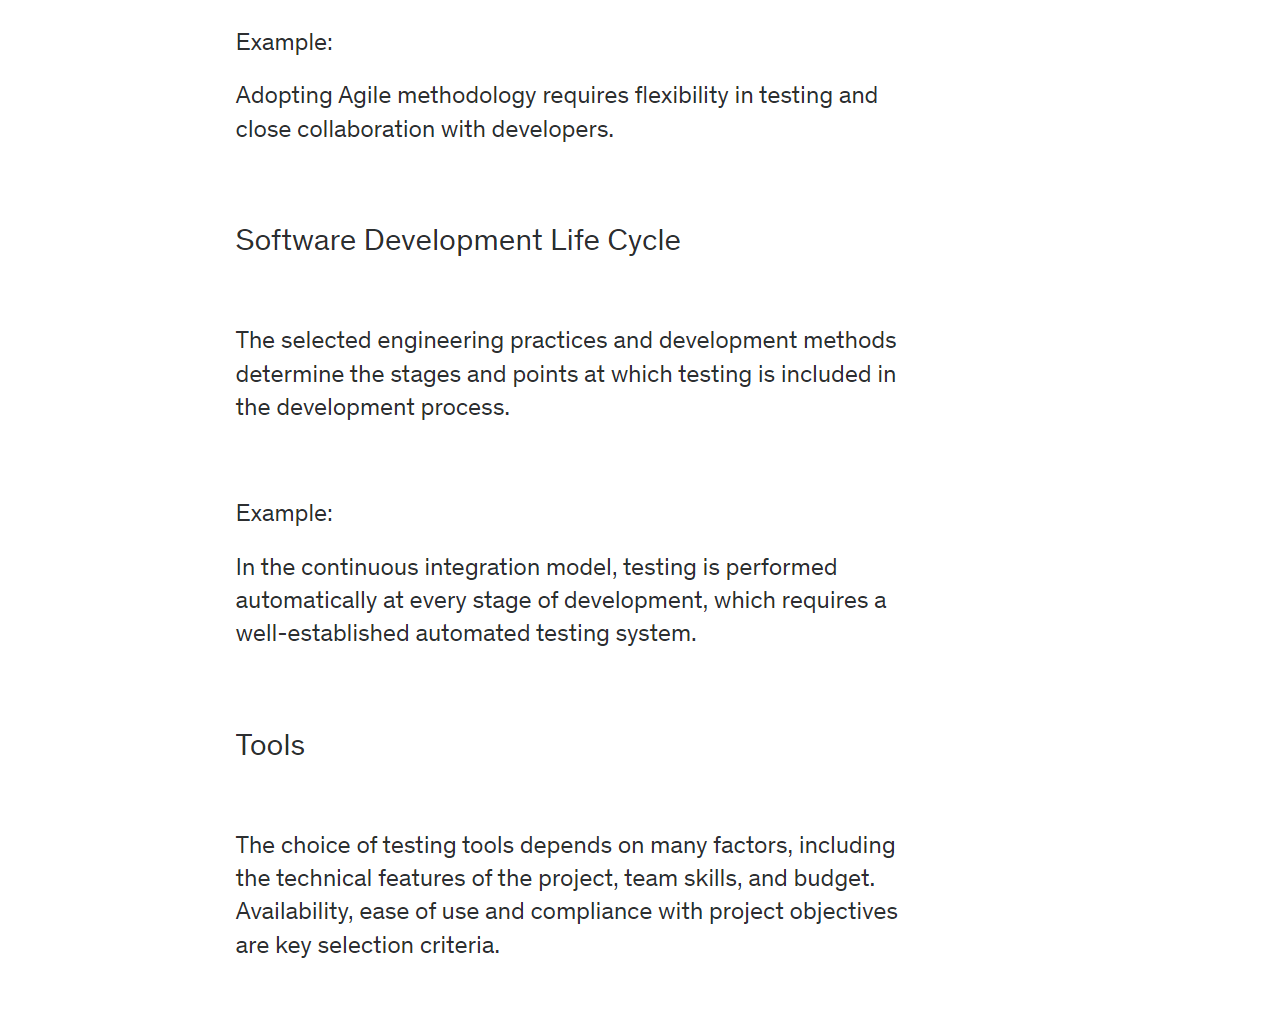 Example:
Adopting Agile methodology requires flexibility in testing and
close collaboration with developers.
Software Development Life Cycle
The selected engineering practices and development methods
determine the stages and points at which testing is included in
the development process.
Example:
In the continuous integration model, testing is performed
automatically at every stage of development, which requires a
well-established automated testing system.
Tools
The choice of testing tools depends on many factors, including
the technical features of the project, team skills, and budget.
Availability, ease of use and compliance with project objectives
are key selection criteria.